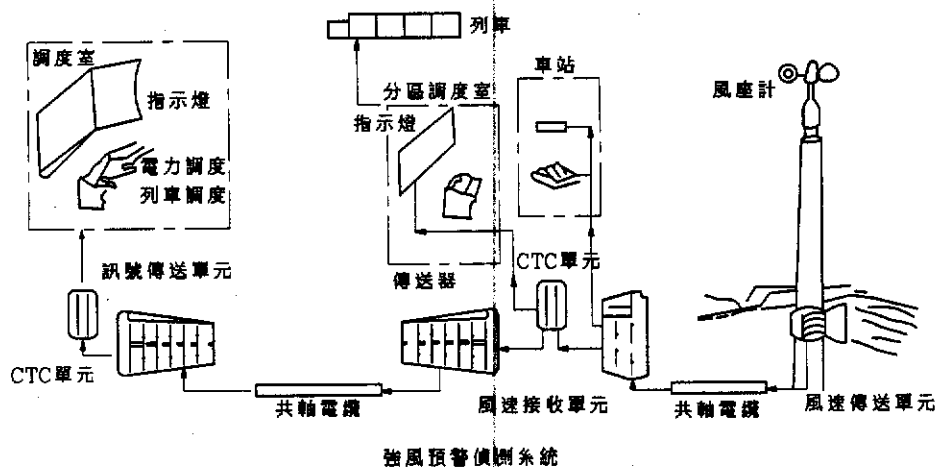 列車
調度室
指示燈
電力調度
列車調度
分區調度室
指示燈
車站
風座計
訊號傳送單元
傳送器
CTC單元
CTC單元
共軸電纜
風速接收單元
共軸電纜
風速傳送單元
強風預警偵測系統